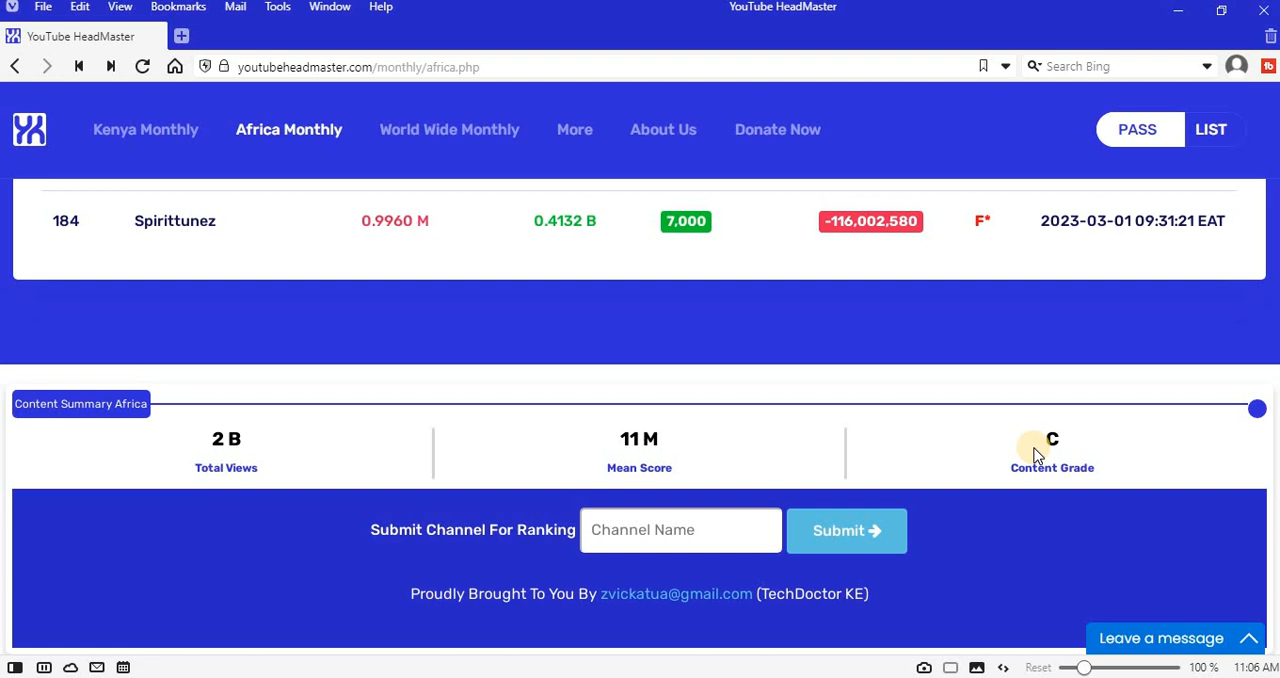 File Edit View Bookmarks Mail Tools Window Help YouTube HeadMaster
YouTube HeadMaster
youtubeheadmaster.com/monthly/africa.php Search Bing
Kenya Monthly Africa Monthly World Wide Monthly More About Us Donate Now PASS LIST
184 Spirittunez 0.9960 M 0.4132 B 7,000 -116,002,580 F* 2023-03-01 09:31:21 EAT
Content Summary Africa
2 B 11 M C
Total Views Mean Score Content Grade
Submit Channel For Ranking Channel Name Submit
Proudly Brought To You By zvickatua@gmail.com (TechDoctor KE)
Leave a message
Reset 100 % 11:06 AM